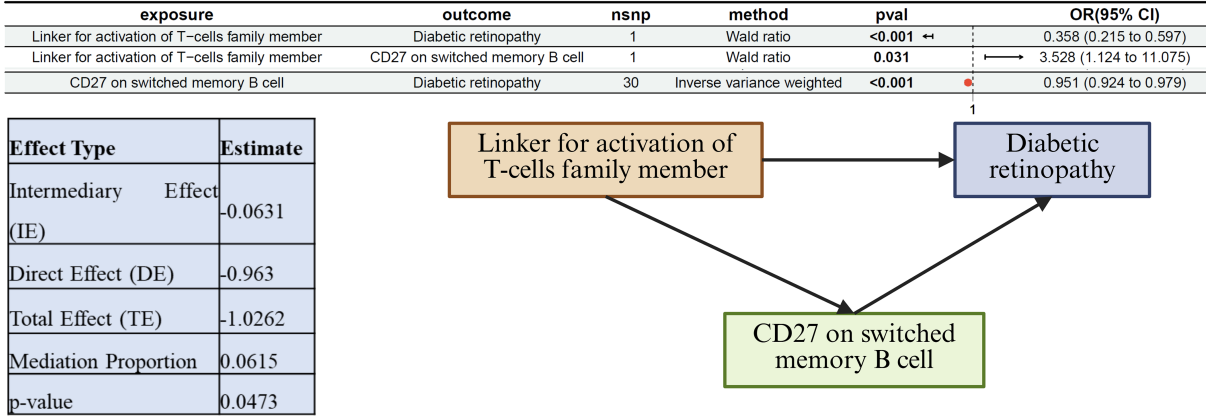 exposure outcome nsnp method pval OR(95% CI)
Linker for activation of T−cells family member Diabetic retinopathy 1 Wald ratio <0.001 0.358 (0.215 to 0.597)
Linker for activation of T−cells family member CD27 on switched memory B cell 1 Wald ratio 0.031 3.528 (1.124 to 11.075)
CD27 on switched memory B cell Diabetic retinopathy 30 Inverse variance weighted <0.001 0.951 (0.924 to 0.979)
1
Effect Type Estimate
Intermediary Effect
(IE) -0.0631
Direct Effect (DE) -0.963
Total Effect (TE) -1.0262
Mediation Proportion 0.0615
p-value 0.0473
Linker for activation of
T-cells family member
Diabetic
retinopathy
CD27 on switched
memory B cell